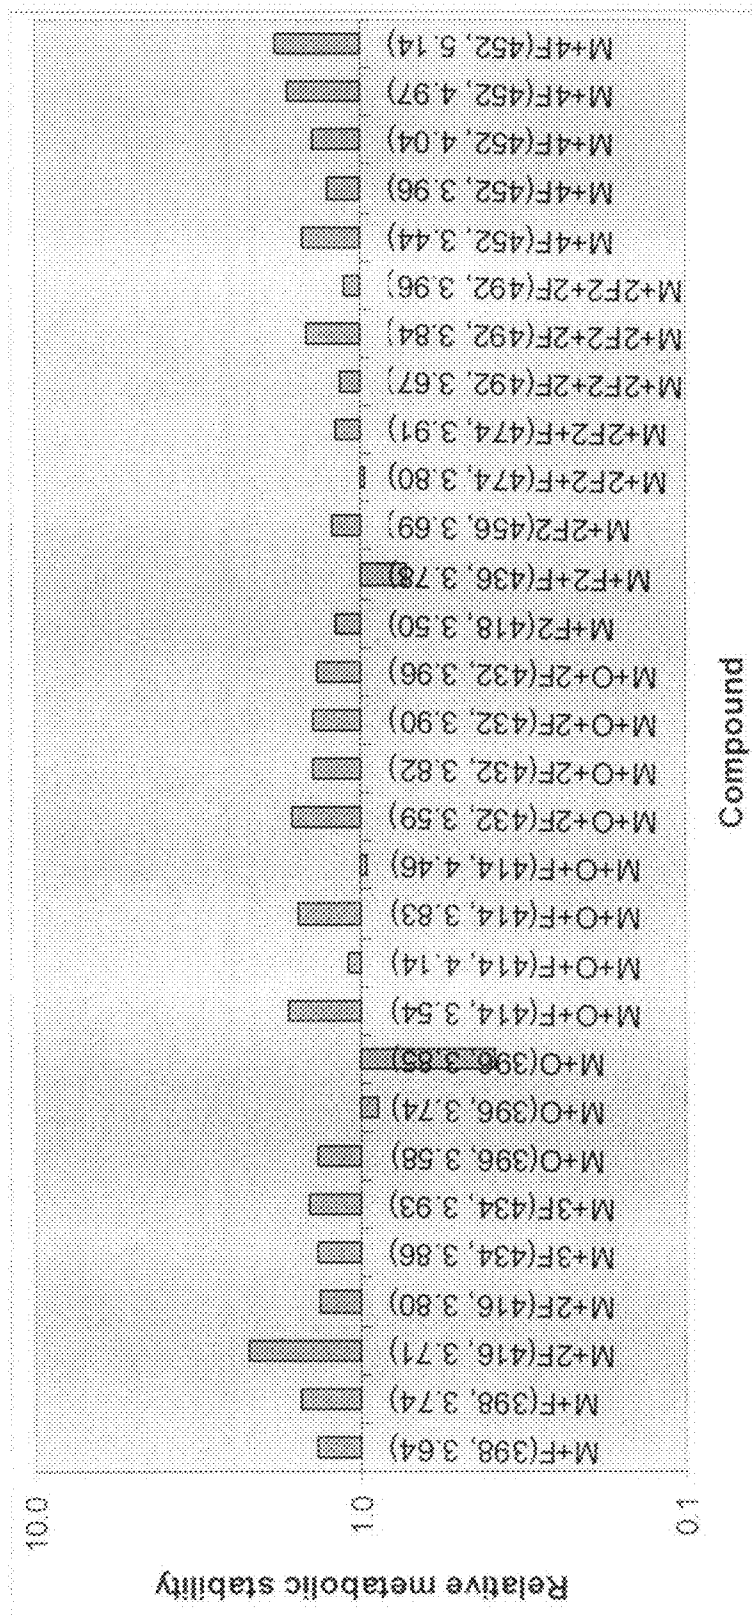 M+4F(452, 5.14)
M+4F(452, 4.97)
M+4F(452, 4.04)
M+4F(452, 3.96)
M+4F(452, 3.44)
M+2F2+2F(492, 3.96)
M+2F2+2F(492, 3.84)
M+2F2+2F(492, 3.67)
M+2F2+F(474, 3.91)
M+2F2+F(474, 3.80)
M+2F2(456, 3.69)
M+F2+F(436, 3.78)
M+F2(418, 3.50)
M+O+2F(432, 3.96)
M+O+2F(432, 3.90)
M+O+2F(432, 3.82)
M+O+2F(432, 3.59)
M+O+F(414, 4.46)
M+O+F(414, 3.83)
M+O+F(414, 4.14)
M+O+F(414, 3.54)
M+O(396, 3.85)
M+O(396, 3.74)
M+O(396, 3.58)
M+3F(434, 3.93)
M+3F(434, 3.86)
M+2F(416, 3.80)
M+2F(416, 3.71)
M+F(398, 3.74)
M+F(398, 3.64)
Compound
10.0
1.0
0.1
Relative metabolic stability